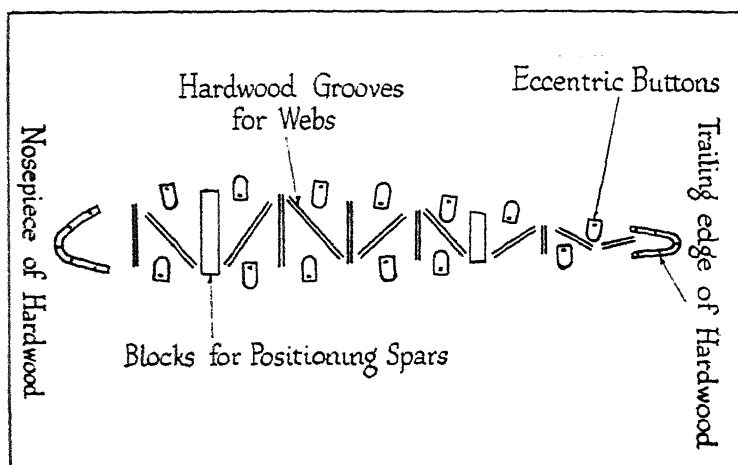 Hardwood Grooves
for Webs
Eccentric Buttons
Nosepiece of Hardwood
Trailing edge of Hardwood
Blocks for Positioning Spars